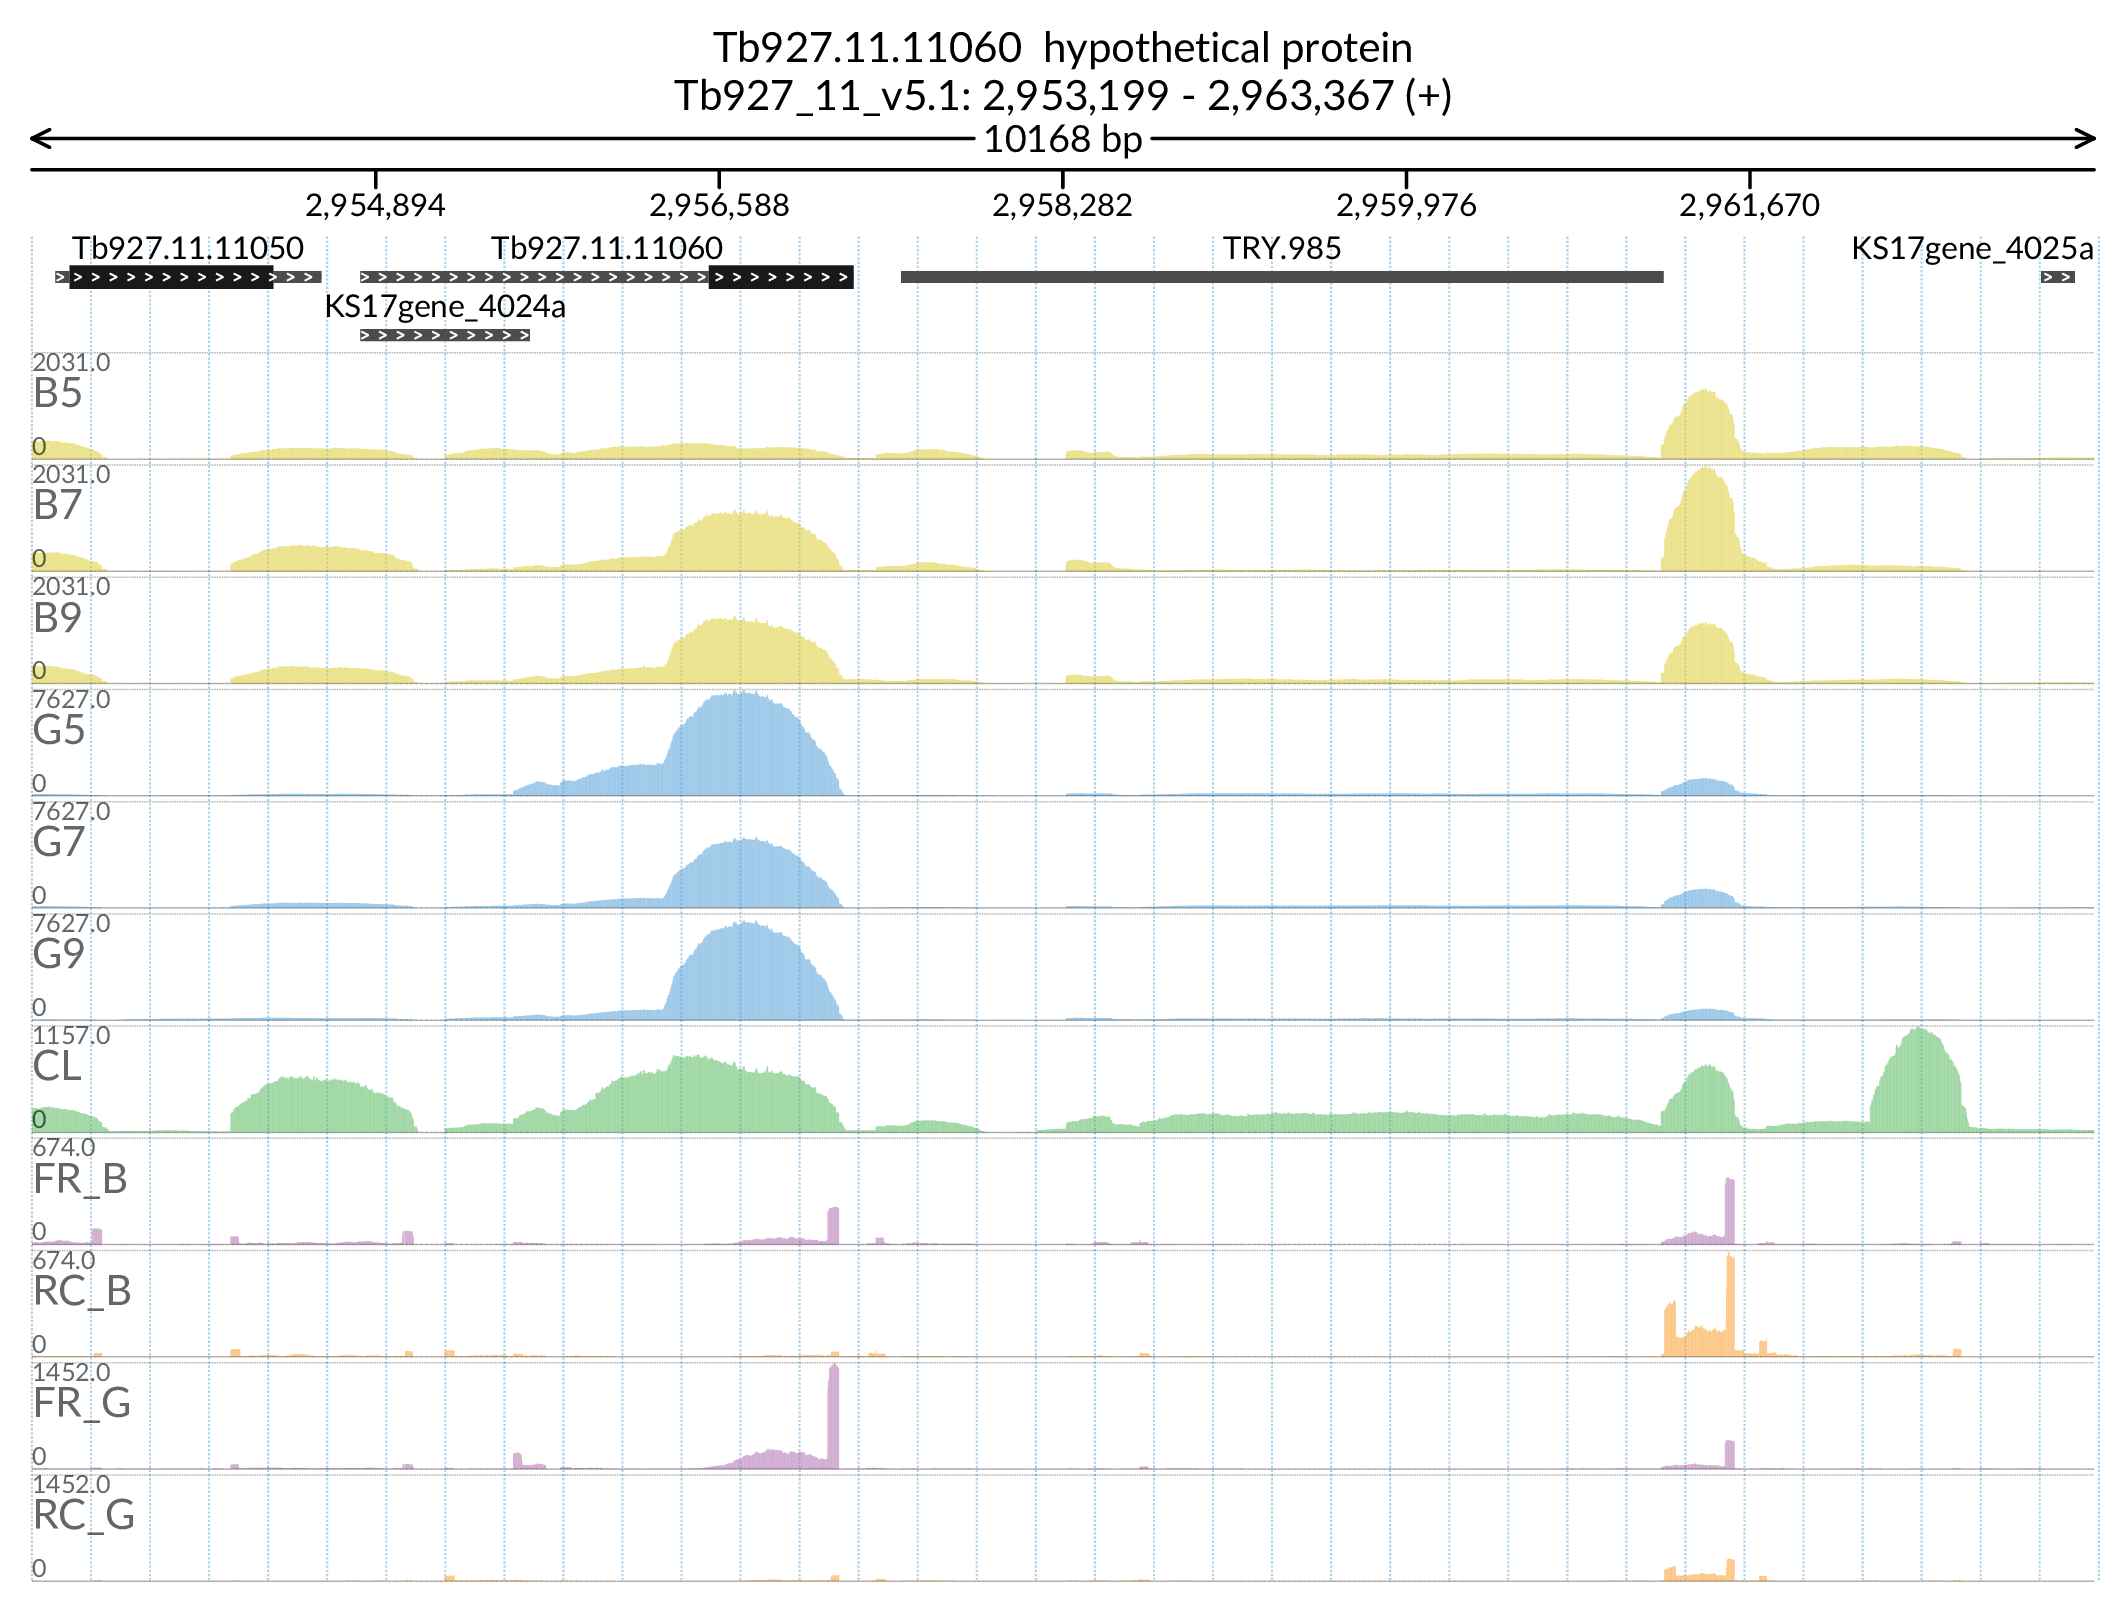 Tb927.11.11060 hypothetical protein
Tb927_11_v5.1: 2,953,199 - 2,963,367 (+)
10168 bp
2,954,894 2,956,588 2,958,282 2,959,976 2,961,670
Tb927.11.11050 Tb927.11.11060 TRY.985 KS17gene_4025a
KS17gene_4024a
2031.0
B5
0
2031.0
B7
0
2031.0
B9
0
7627.0
G5
0
7627.0
G7
0
7627.0
G9
0
1157.0
CL
0
674.0
FR_B
0
674.0
RC_B
0
1452.0
FR_G
0
1452.0
RC_G
0